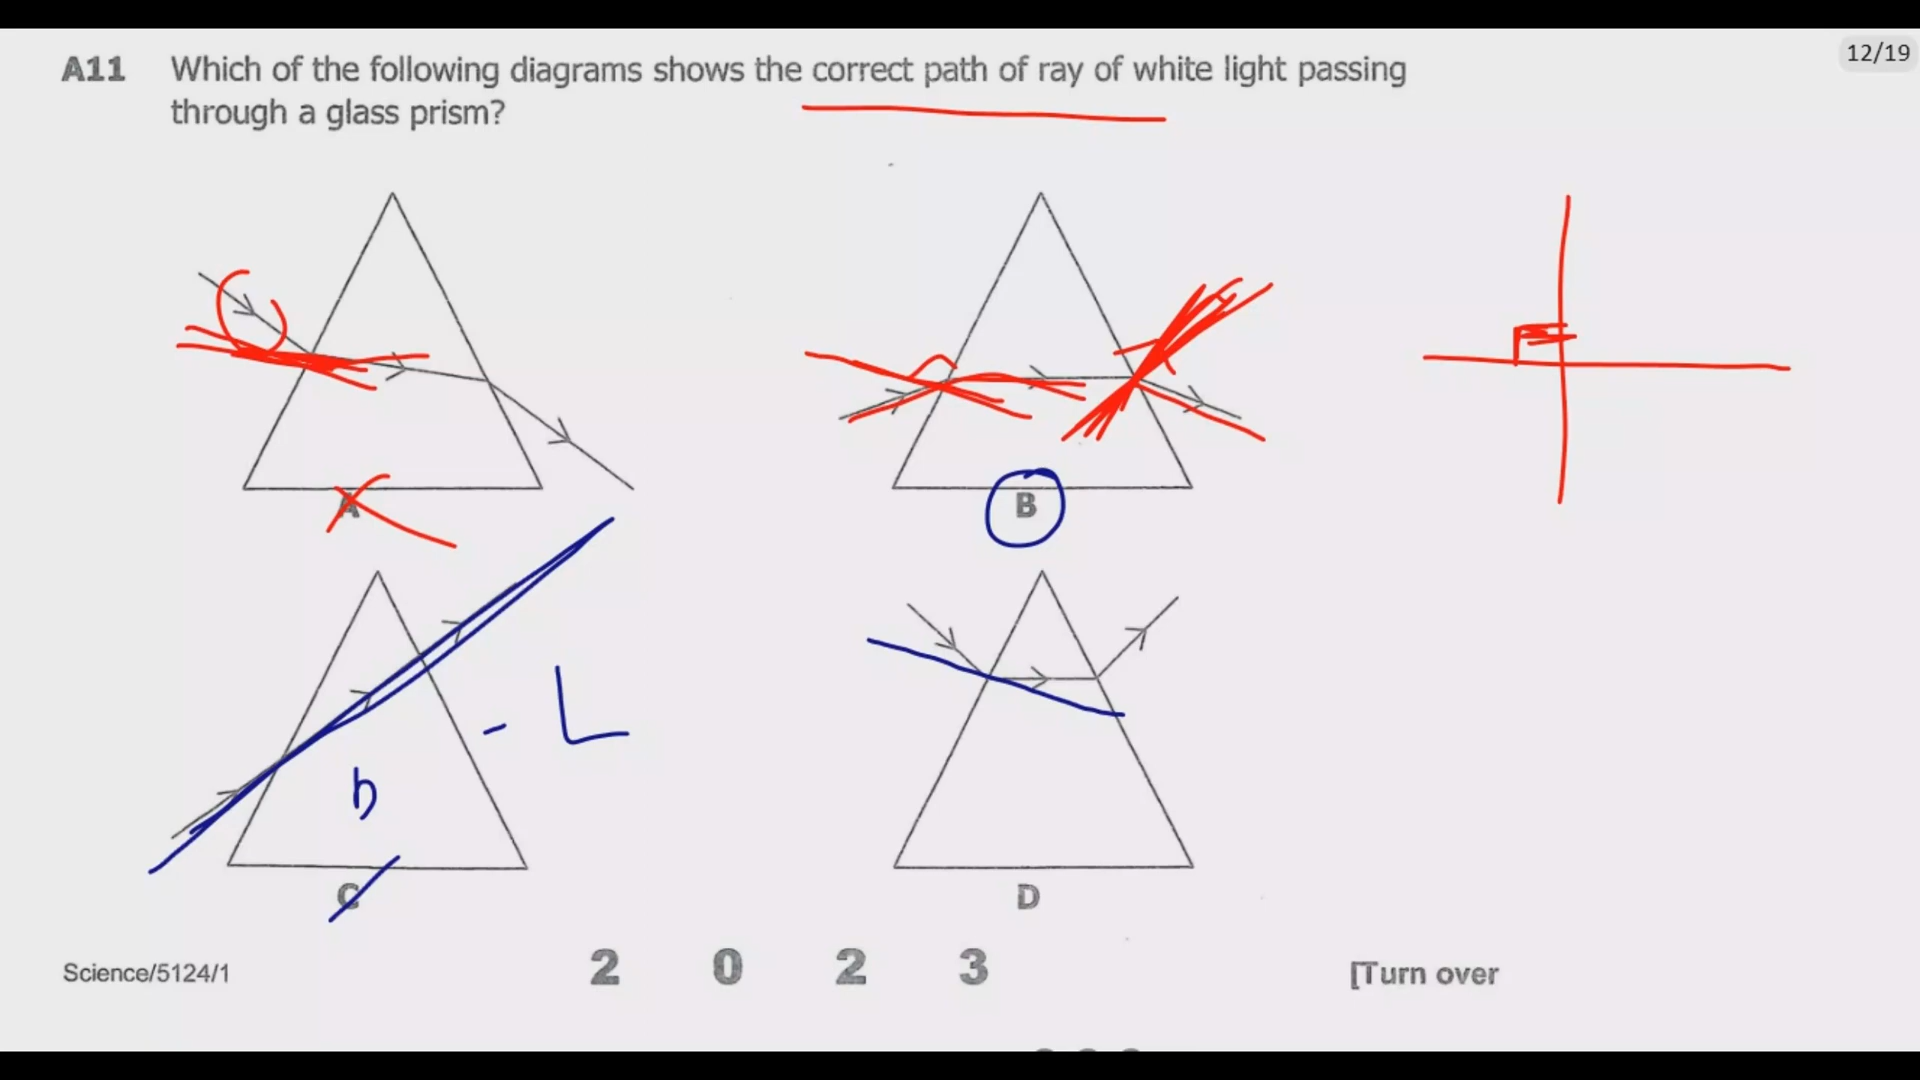 12/19
A11 Which of the following diagrams shows the correct path of ray of white light passing
through a glass prism?
A
B
C
D
Science/5124/1
2 0 2 3
[Turn over